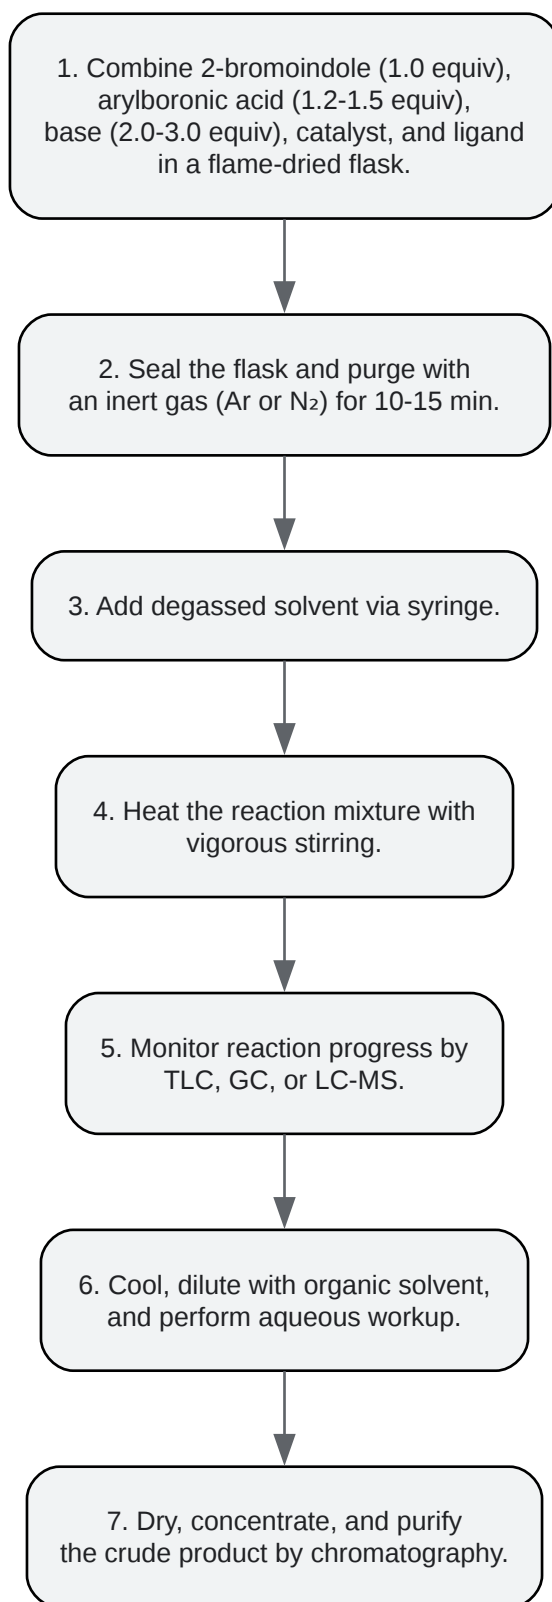 1. Combine 2-bromoindole (1.0 equiv),
arylboronic acid (1.2-1.5 equiv),
base (2.0-3.0 equiv), catalyst, and ligand
in a flame-dried flask.
2. Seal the flask and purge with
an inert gas (Ar or N₂) for 10-15 min.
3. Add degassed solvent via syringe.
4. Heat the reaction mixture with
vigorous stirring.
5. Monitor reaction progress by
TLC, GC, or LC-MS.
6. Cool, dilute with organic solvent,
and perform aqueous workup.
7. Dry, concentrate, and purify
the crude product by chromatography.